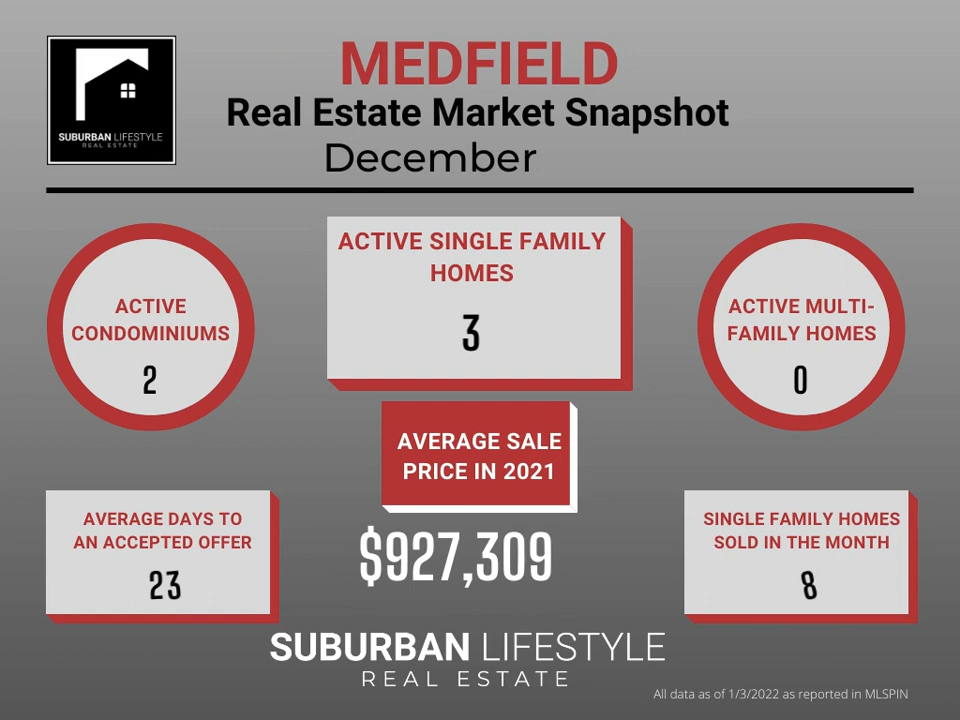 MEDFIELD
Real Estate Market Snapshot
December
SUBURBAN LIFESTYLE
REAL ESTATE
ACTIVE
CONDOMINIUMS
2
ACTIVE SINGLE FAMILY
HOMES
3
ACTIVE MULTI-
FAMILY HOMES
0
AVERAGE SALE
PRICE IN 2021
$927,309
AVERAGE DAYS TO
AN ACCEPTED OFFER
23
SINGLE FAMILY HOMES
SOLD IN THE MONTH
8
SUBURBAN LIFESTYLE
REAL ESTATE
All data as of 1/3/2022 as reported in MLSPIN